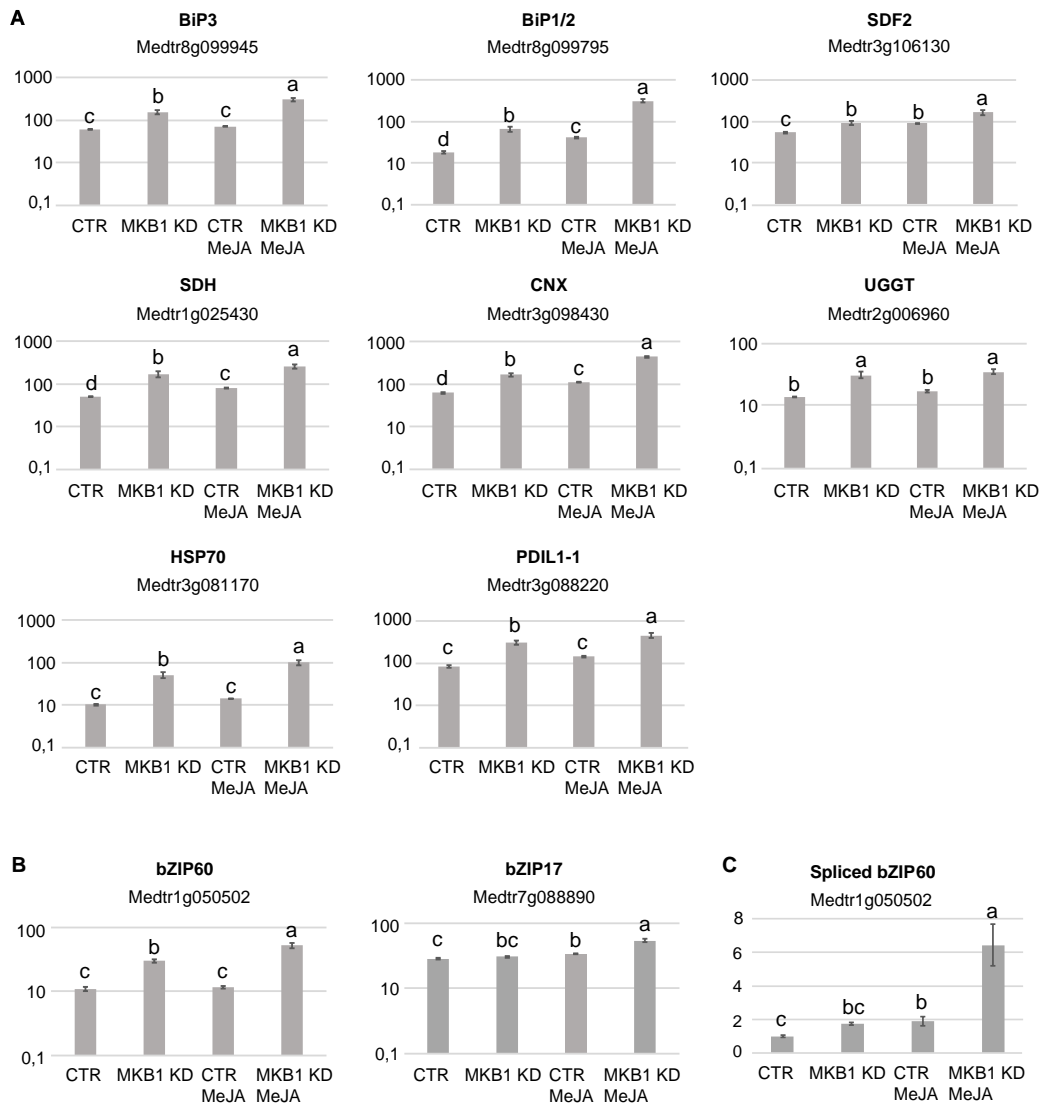 A
BiP3
Medtr8g099945
1000
100
10
0,1
c
b
c
a
CTR MKB1 KD CTR MKB1 KD
MeJA MeJA
BiP1/2
Medtr8g099795
1000
100
10
0,1
d
b
c
a
CTR MKB1 KD CTR MKB1 KD
MeJA MeJA
SDF2
Medtr3g106130
1000
100
10
0,1
c
b
b
a
CTR MKB1 KD CTR MKB1 KD
MeJA MeJA
SDH
Medtr1g025430
1000
100
10
0,1
d
b
c
a
CTR MKB1 KD CTR MKB1 KD
MeJA MeJA
CNX
Medtr3g098430
1000
100
10
0,1
d
b
c
a
CTR MKB1 KD CTR MKB1 KD
MeJA MeJA
UGGT
Medtr2g006960
100
10
0,1
b
a
b
a
CTR MKB1 KD CTR MKB1 KD
MeJA MeJA
HSP70
Medtr3g081170
1000
100
10
0,1
c
b
c
a
CTR MKB1 KD CTR MKB1 KD
MeJA MeJA
PDIL1-1
Medtr3g088220
1000
100
10
0,1
c
b
c
a
CTR MKB1 KD CTR MKB1 KD
MeJA MeJA
B
bZIP60
Medtr1g050502
100
10
0,1
c
b
c
a
CTR MKB1 KD CTR MKB1 KD
MeJA MeJA
bZIP17
Medtr7g088890
100
10
0,1
c
bc
b
a
CTR MKB1 KD CTR MKB1 KD
MeJA MeJA
C
Spliced bZIP60
Medtr1g050502
8
6
4
2
0
c
bc
b
a
CTR MKB1 KD CTR MKB1 KD
MeJA MeJA